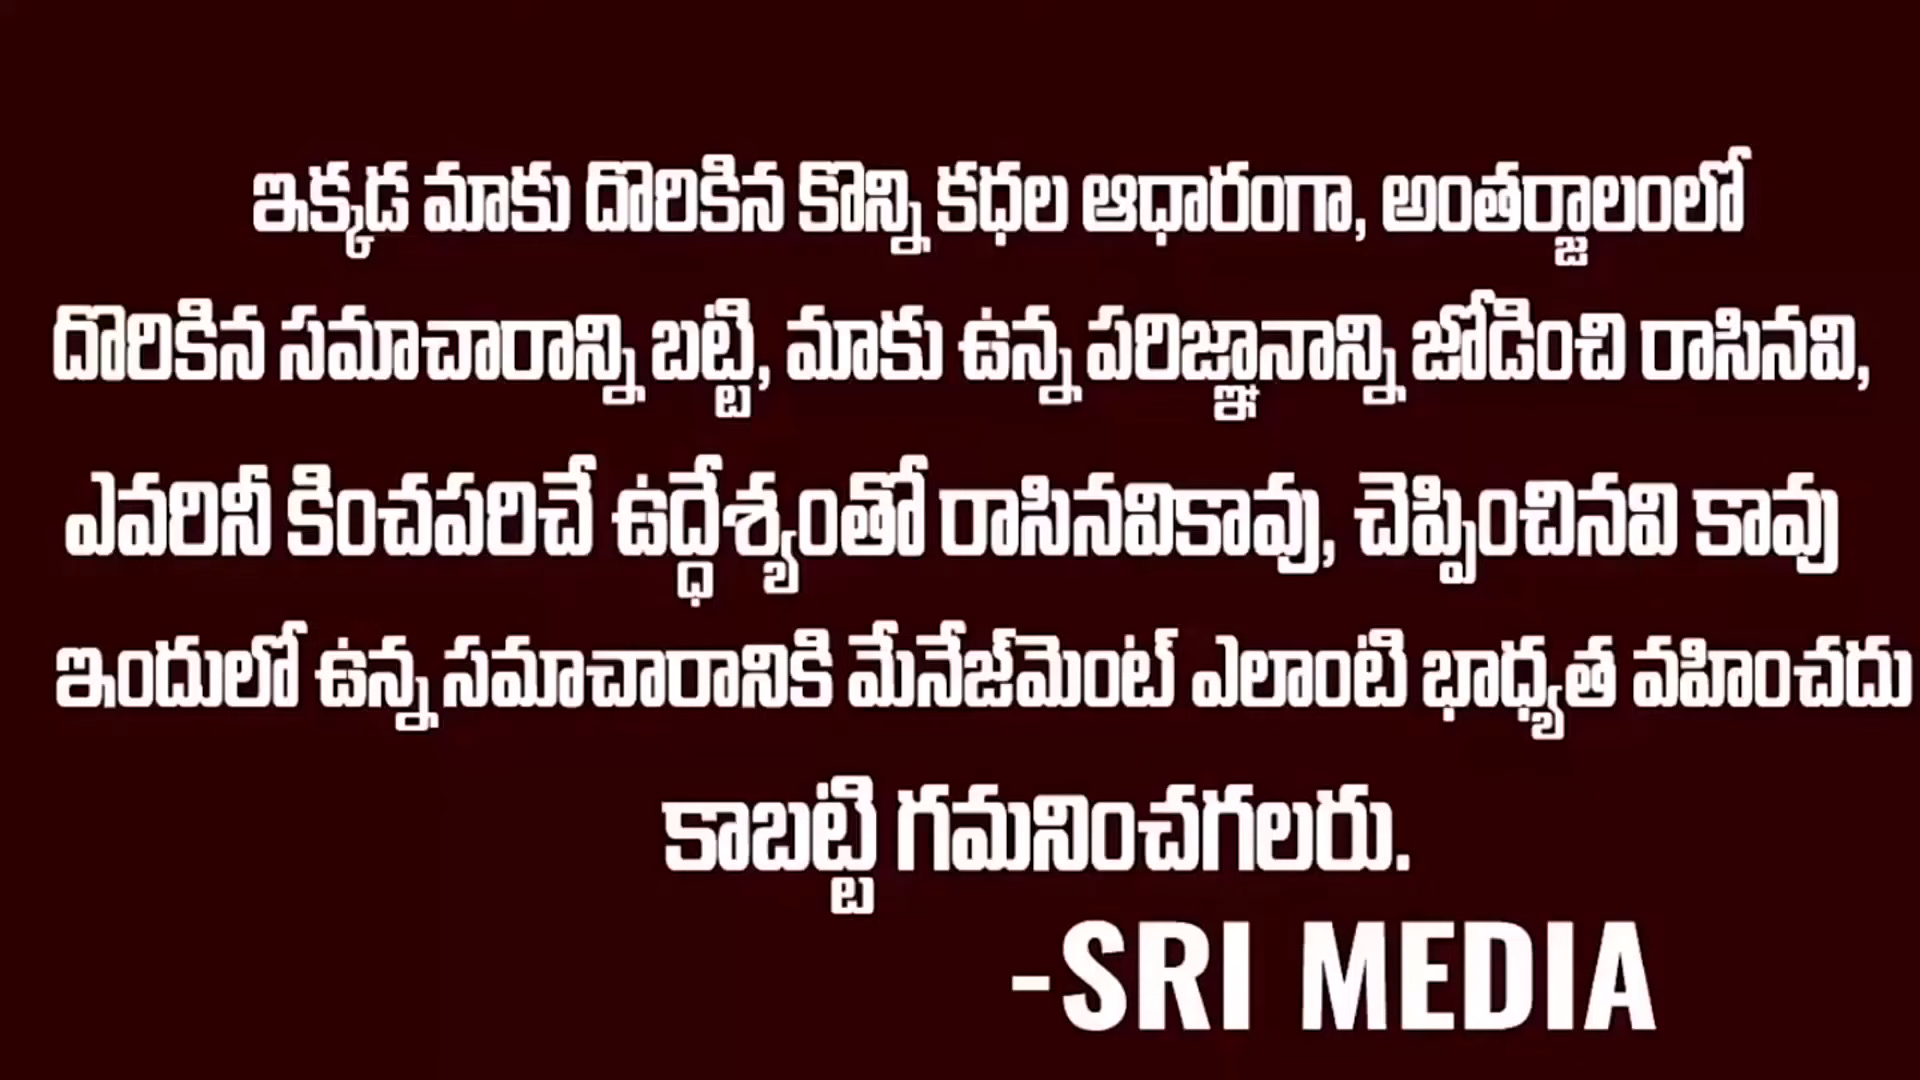 ఇక్కడ మాకు దొరికిన కొన్ని కధల ఆధారంగా, అంతర్జాలంలో
దొరికిన సమాచారాన్ని బట్టి, మాకు ఉన్న పరిజ్ఞానాన్ని జోడించి రాసినవి,
ఎవరినీ కించపరిచే ఉద్ధేశ్యంతో రాసినవికావు, చెప్పించినవి కావు
ఇందులో ఉన్న సమాచారానికి మేనేజ్‌మెంట్ ఎలాంటి భాధ్యత వహించదు
కాబట్టి గమనించగలరు.
-SRI MEDIA